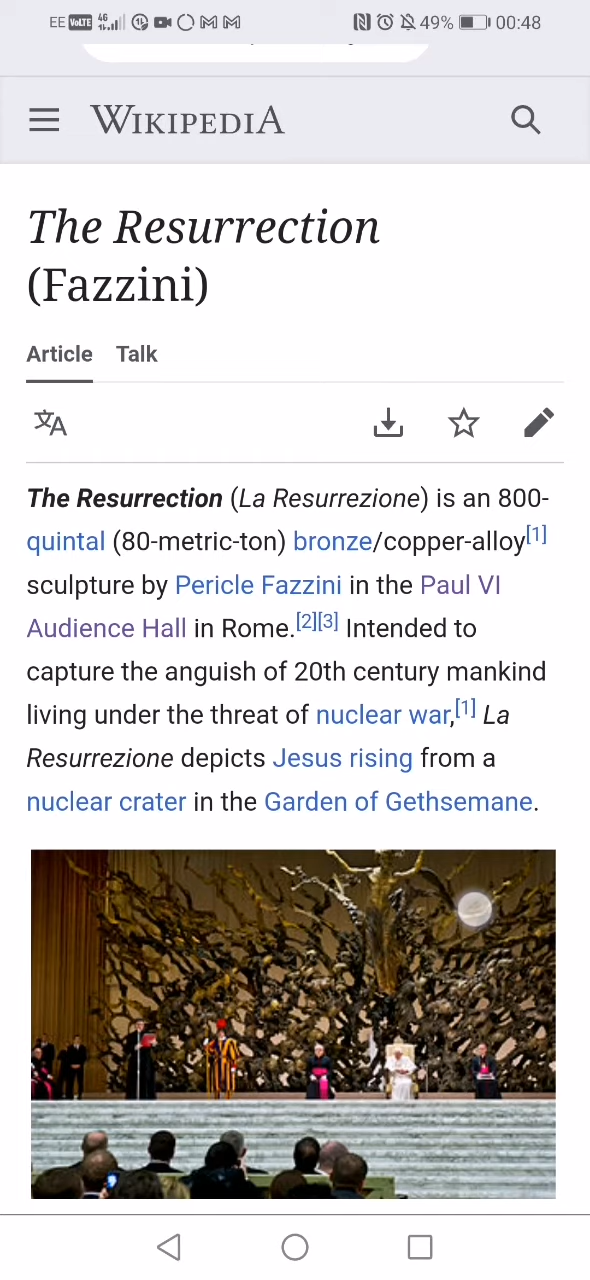 EE VoLTE 4G 49% 00:48
WIKIPEDIA
The Resurrection
(Fazzini)
Article Talk
The Resurrection (La Resurrezione) is an 800-
quintal (80-metric-ton) bronze/copper-alloy[1]
sculpture by Pericle Fazzini in the Paul VI
Audience Hall in Rome.[2][3] Intended to
capture the anguish of 20th century mankind
living under the threat of nuclear war,[1] La
Resurrezione depicts Jesus rising from a
nuclear crater in the Garden of Gethsemane.